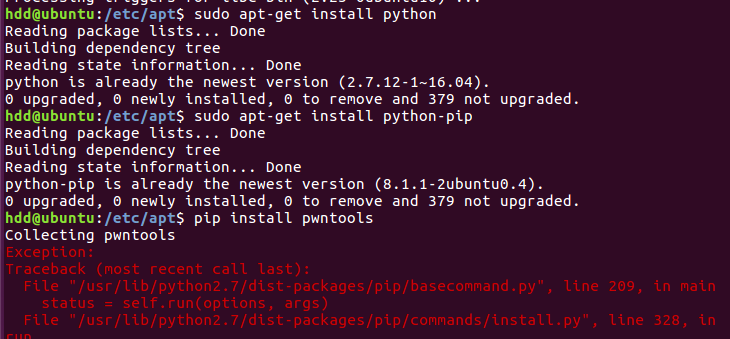 hdd@ubuntu:/etc/apt$ sudo apt-get install python
Reading package lists... Done
Building dependency tree
Reading state information... Done
python is already the newest version (2.7.12-1~16.04).
0 upgraded, 0 newly installed, 0 to remove and 379 not upgraded.
hdd@ubuntu:/etc/apt$ sudo apt-get install python-pip
Reading package lists... Done
Building dependency tree
Reading state information... Done
python-pip is already the newest version (8.1.1-2ubuntu0.4).
0 upgraded, 0 newly installed, 0 to remove and 379 not upgraded.
hdd@ubuntu:/etc/apt$ pip install pwntools
Collecting pwntools
Exception:
Traceback (most recent call last):
  File "/usr/lib/python2.7/dist-packages/pip/basecommand.py", line 209, in main
    status = self.run(options, args)
  File "/usr/lib/python2.7/dist-packages/pip/commands/install.py", line 328, in